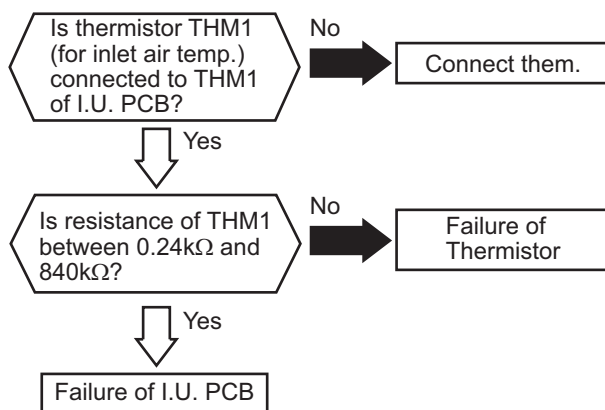 Is thermistor THM1
(for inlet air temp.)
connected to THM1
of I.U. PCB?
No
Connect them.
Yes
Is resistance of THM1
between 0.24kΩ and
840kΩ?
No
Failure of
Thermistor
Yes
Failure of I.U. PCB